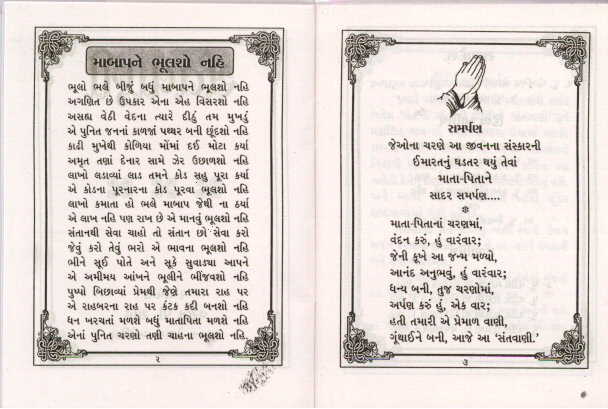 માબાપને ભૂલશો નહિ
ભૂલો ભલે બીજું બધું માબાપને ભૂલશો નહિ
અગણિત છે ઉપકાર એના એહ વિસરશો નહિ
અસહ્ય વેઠી વેદના ત્યારે દીઠું તમ મુખડું
એ પુનિત જનનાં કાળજાં પથ્થર બની છૂંદશો નહિ
કાઢી મુખેથી કોળિયા મોંમાં દઈ મોટા કર્યા
અમૃત તણાં દેનાર સામે ઝેર ઉછાળશો નહિ
લાખો લડાવ્યાં લાડ તમને કોડ સહુ પૂરા કર્યા
એ કોડના પૂરનારના કોડ પૂરવા ભૂલશો નહિ
લાખો કમાતા હો ભલે માબાપ જેથી ના ઠર્યા
એ લાખ નહિ પણ રાખ છે એ માનવું ભૂલશો નહિ
સંતાનથી સેવા ચાહો તો સંતાન છો સેવા કરો
જેવું કરો તેવું ભરો એ ભાવના ભૂલશો નહિ
ભીને સૂઈ પોતે અને સૂકે સુવાડ્યા આપને
એ અમીમય આંખને ભૂલીને ભીંજવશો નહિ
પુષ્પો બિછાવ્યાં પ્રેમથી જેણે તમારા રાહ પર
એ રાહબરના રાહ પર કંટક કદી બનશો નહિ
ધન ખરચતાં મળશે બધું માતાપિતા મળશે નહિ
એનાં પુનિત ચરણો તણી ચાહના ભૂલશો નહિ
૨
સમર્પણ
જેઓના ચરણે આ જીવનના સંસ્કારની
ઈમારતનું ઘડતર થયું તેવાં
માતા-પિતાને
સાદર સમર્પણ....
માતા-પિતાનાં ચરણમાં,
વંદન કરું, હું વારંવાર;
જેની કૂખે આ જન્મ મળ્યો,
આનંદ અનુભવું, હું વારંવાર;
ધન્ય બની, તુજ ચરણોમાં,
અર્પણ કરું હું, એક વાર;
હતી તમારી એ પ્રેમાળ વાણી,
ગૂંથાઈને બની, આજે આ ‘સંતવાણી.’
૩